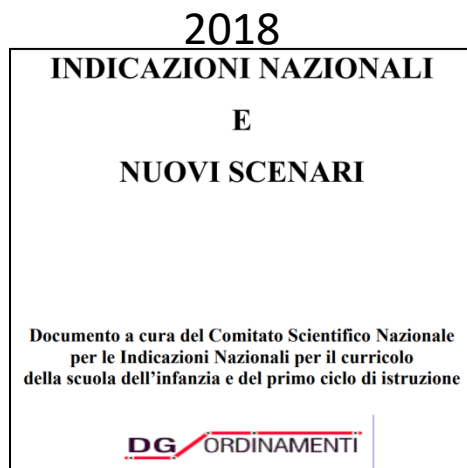 2018
INDICAZIONI NAZIONALI
E
NUOVI SCENARI
Documento a cura del Comitato Scientifico Nazionale
per le Indicazioni Nazionali per il curricolo
della scuola dell'infanzia e del primo ciclo di istruzione
DG ORDINAMENTI